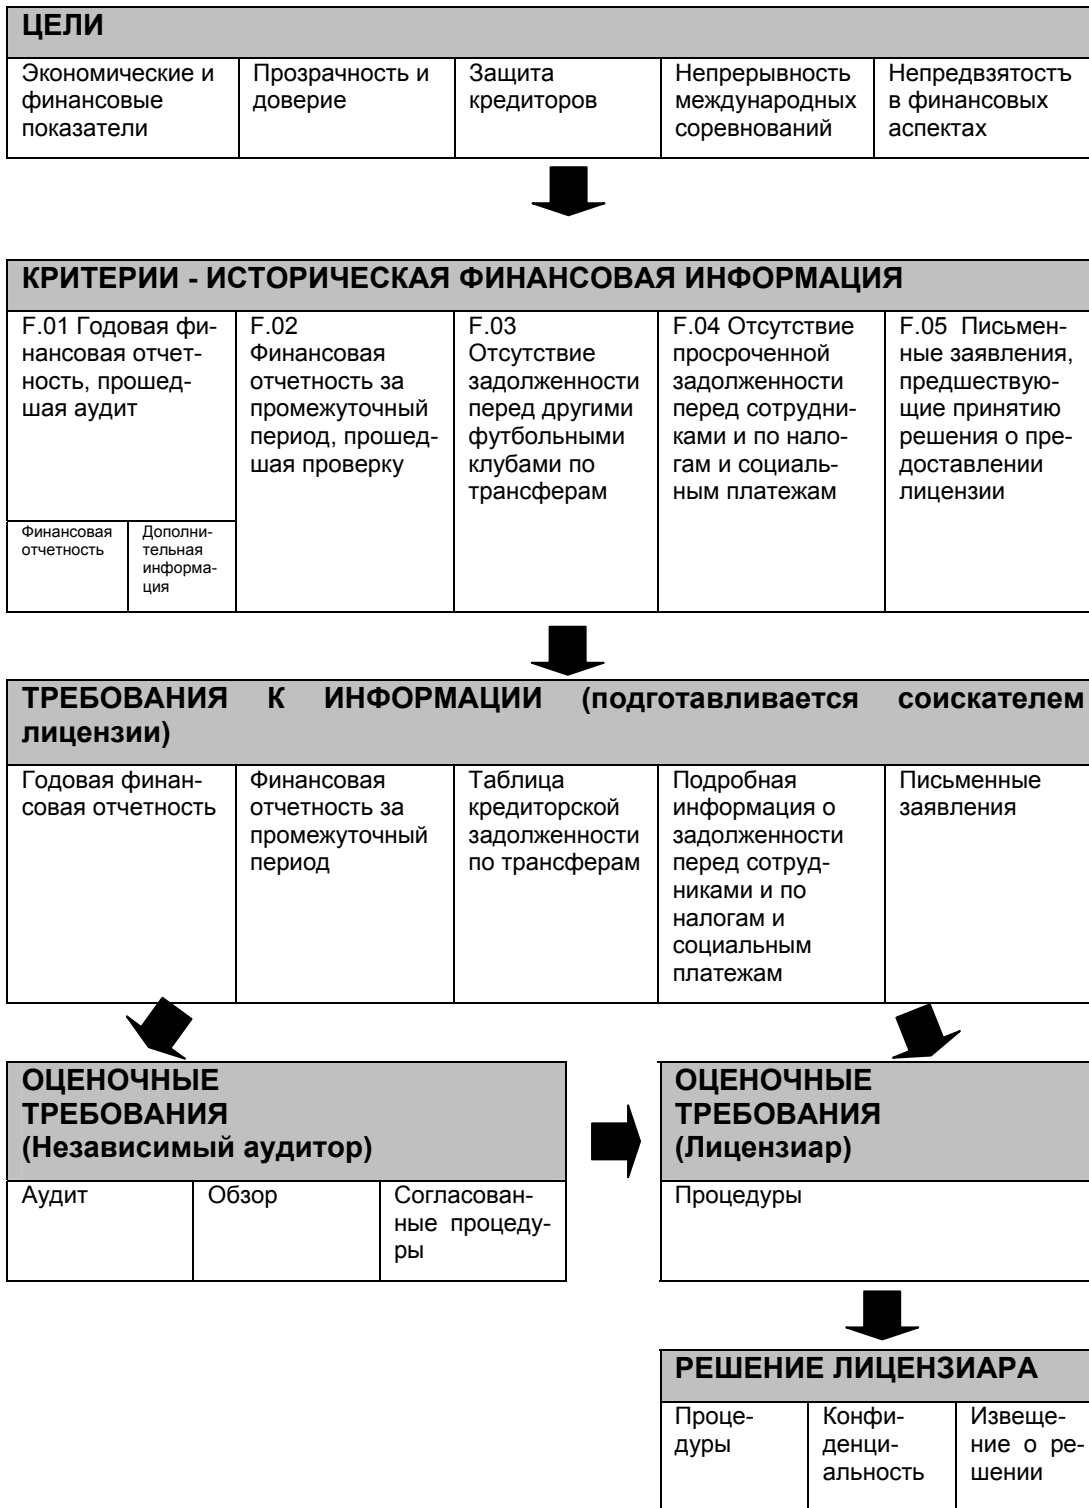 ЦЕЛИ
Экономические и
финансовые
показатели
Прозрачность и
доверие
Защита
кредиторов
Непрерывность
международных
соревнований
Непредвзятостъ
в финансовых
аспектах
КРИТЕРИИ - ИСТОРИЧЕСКАЯ ФИНАНСОВАЯ ИНФОРМАЦИЯ
F.01 Годовая фи-
нансовая отчет-
ность, прошед-
шая аудит
Финансовая
отчетность
Дополни-
тельная
информа-
ция
F.02
Финансовая
отчетность за
промежуточный
период, прошед-
шая проверку
F.03
Отсутствие
задолженности
перед другими
футбольными
клубами по
трансферам
F.04 Отсутствие
просроченной
задолженности
перед сотрудни-
ками и по нало-
гам и социаль-
ным платежам
F.05 Письмен-
ные заявления,
предшествую-
щие принятию
решения о пре-
доставлении
лицензии
ТРЕБОВАНИЯ К ИНФОРМАЦИИ (подготавливается соискателем
лицензии)
Годовая финан-
совая отчетность
Финансовая
отчетность за
промежуточный
период
Таблица
кредиторской
задолженности
по трансферам
Подробная
информация о
задолженности
перед сотруд-
никами и по
налогам и
социальным
платежам
Письменные
заявления
ОЦЕНОЧНЫЕ
ТРЕБОВАНИЯ
(Независимый аудитор)
Аудит
Обзор
Согласован-
ные процеду-
ры
ОЦЕНОЧНЫЕ
ТРЕБОВАНИЯ
(Лицензиар)
Процедуры
РЕШЕНИЕ ЛИЦЕНЗИАРА
Проце-
дуры
Конфи-
денци-
альность
Извеще-
ние о ре-
шении